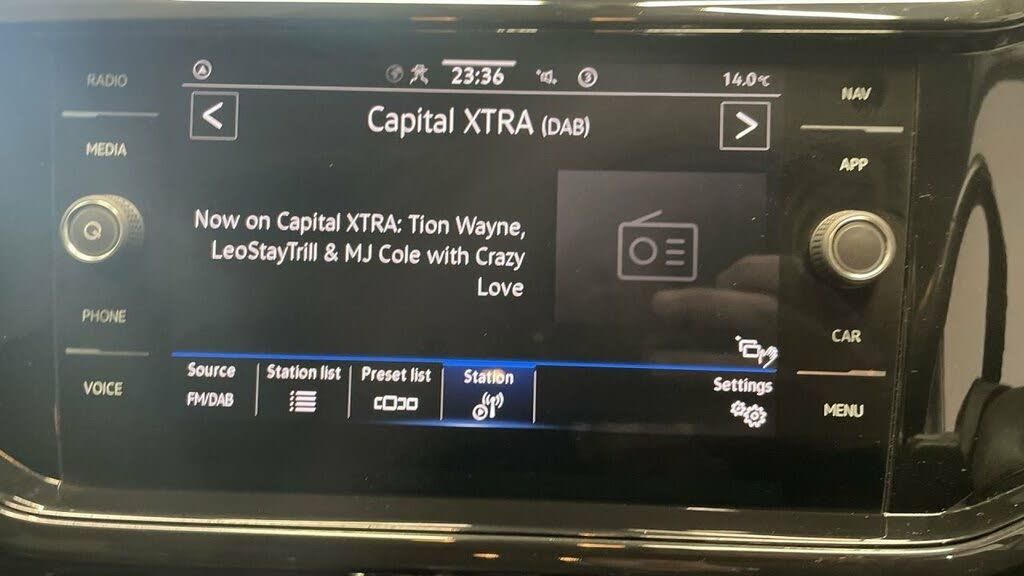 RADIO
23:36
14.0°C
NAV
<
Capital XTRA (DAB)
>
MEDIA
APP
Now on Capital XTRA: Tion Wayne,
LeoStayTrill & MJ Cole with Crazy
Love
PHONE
CAR
Source
Station list
Preset list
Station
Settings
FM/DAB
VOICE
MENU